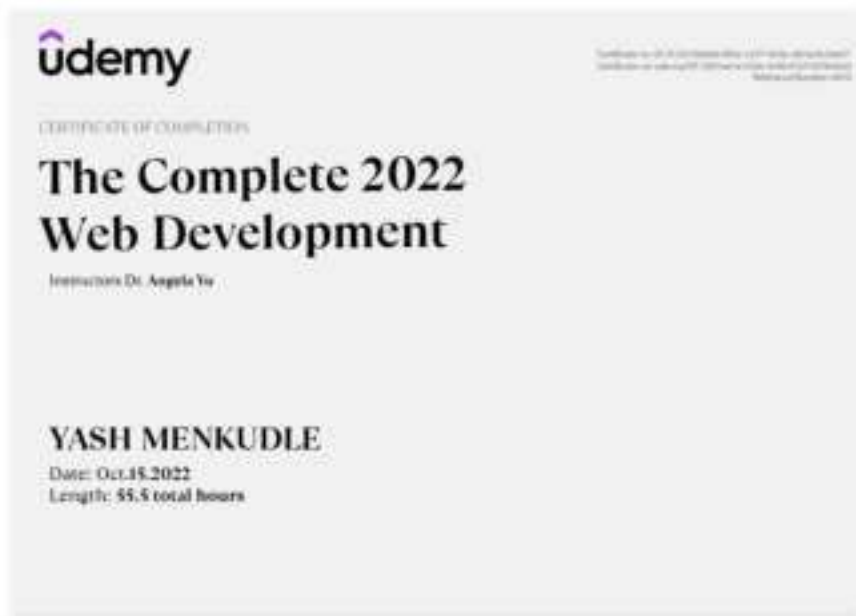 ûdemy
CERTIFICATE OF COMPLETION
The Complete 2022
Web Development
Instructors Dr. Angela Yu
YASH MENKUDLE
Date: Oct.15.2022
Length: 55.5 total hours